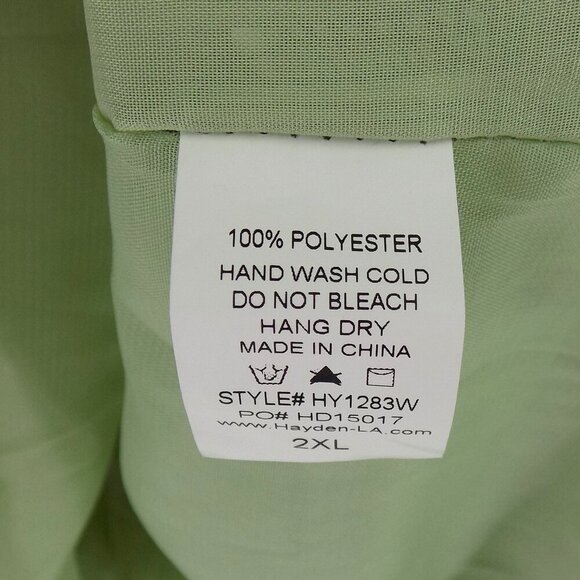 100% POLYESTER
HAND WASH COLD
DO NOT BLEACH
HANG DRY
MADE IN CHINA
STYLE# HY1283W
PO# HD15017
www.Hayden-LA.com
2XL